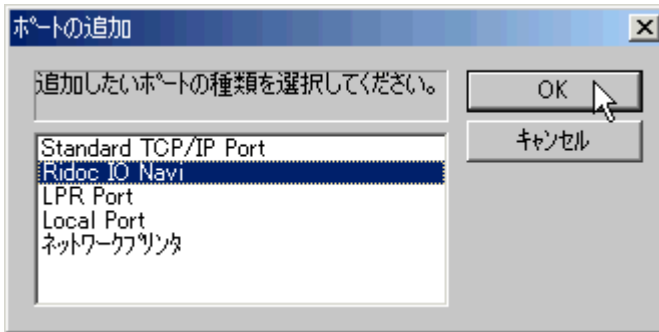 ポートの追加
追加したいポートの種類を選択してください。
OK
キャンセル
Standard TCP/IP Port
Ridoc IO Navi
LPR Port
Local Port
ネットワークプリンタ